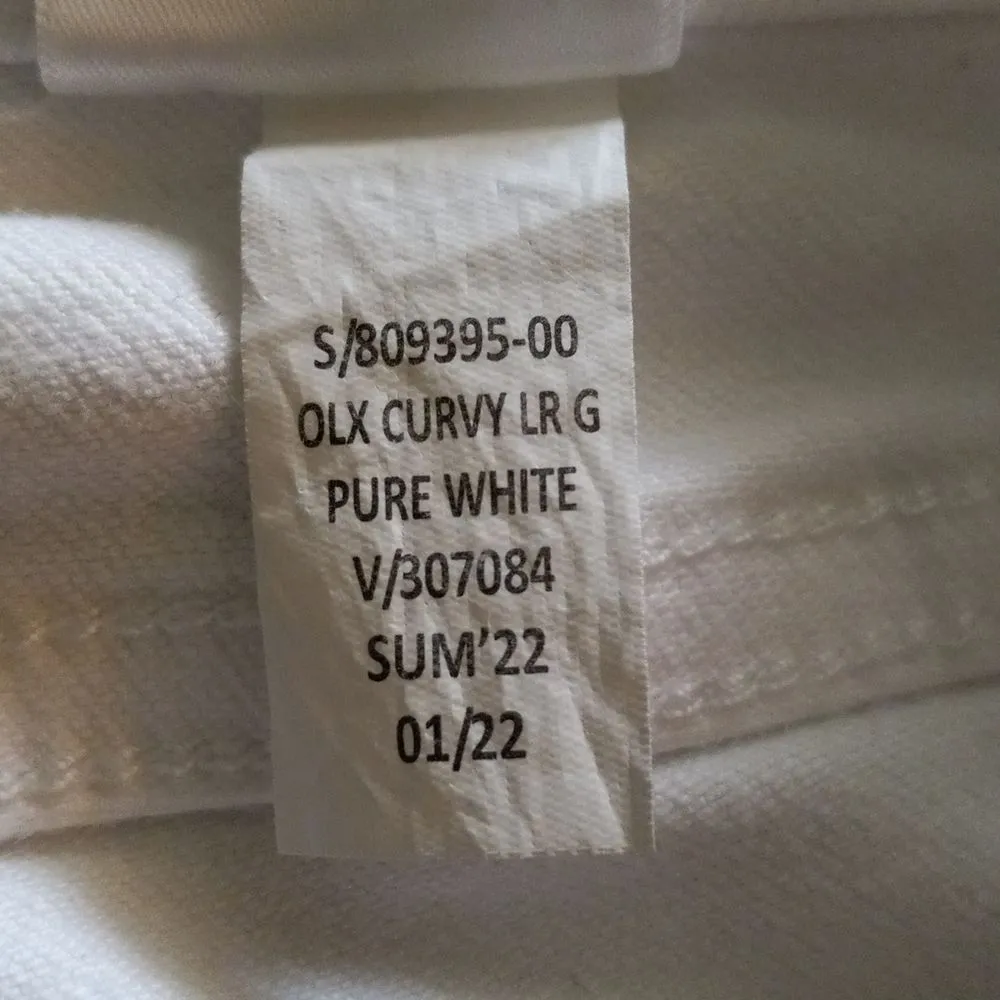 S/809395-00
OLX CURVY LR G
PURE WHITE
V/307084
SUM’22
01/22